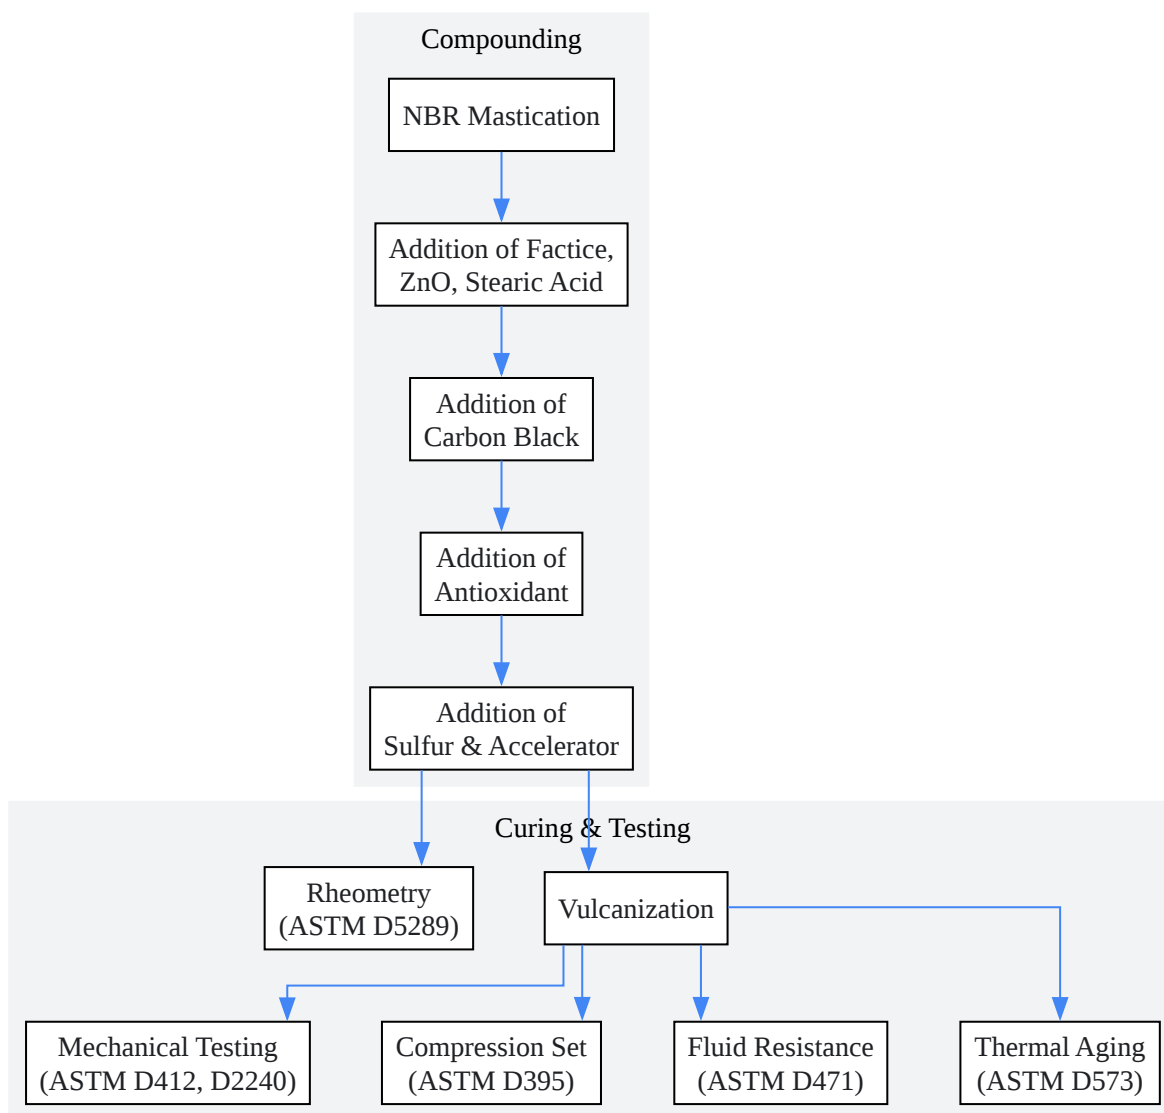 Compounding
NBR Mastication
Addition of Factice,
ZnO, Stearic Acid
Addition of
Carbon Black
Addition of
Antioxidant
Addition of
Sulfur & Accelerator
Curing & Testing
Rheometry
(ASTM D5289)
Vulcanization
Mechanical Testing
(ASTM D412, D2240)
Compression Set
(ASTM D395)
Fluid Resistance
(ASTM D471)
Thermal Aging
(ASTM D573)